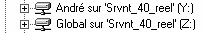 André sur 'Srvnt_40_reel' (Y:)
Global sur 'Srvnt_40_reel' (Z:)